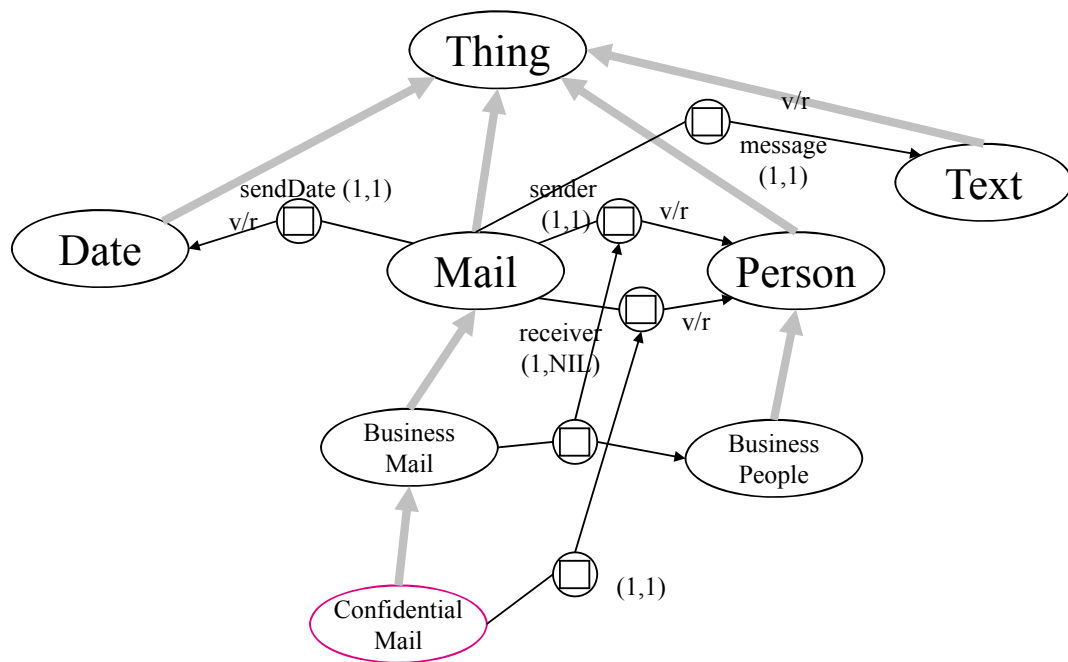 Thing
v/r
message
(1,1)
Text
sendDate (1,1)
v/r
Date
sender
(1,1)
v/r
Mail
Person
receiver
(1,NIL)
v/r
Business
Mail
Business
People
Confidential
Mail
(1,1)